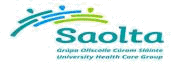 Saolta
Grúpa Ollscoile Cúram Sláinte
University Health Care Group